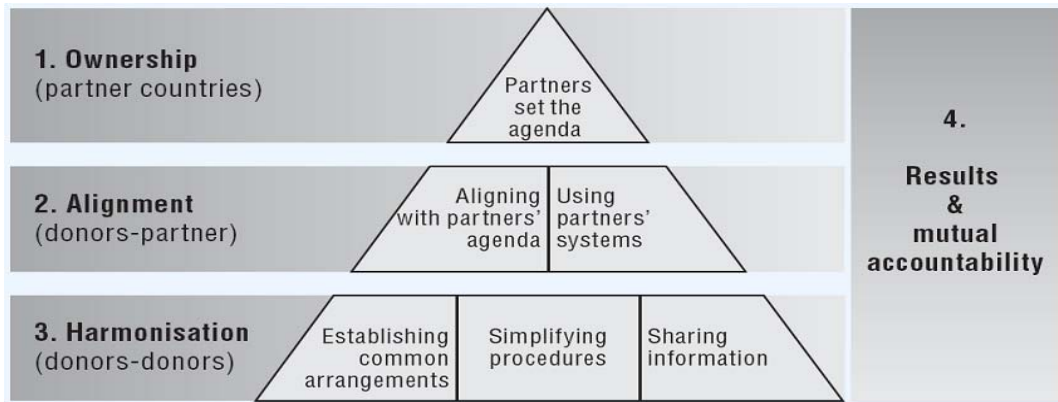 1. Ownership
(partner countries)
Partners
set the
agenda
2. Alignment
(donors-partner)
Aligning
with partners’
agenda
Using
partners’
systems
3. Harmonisation
(donors-donors)
Establishing
common
arrangements
Simplifying
procedures
Sharing
information
4.
Results
&
mutual
accountability